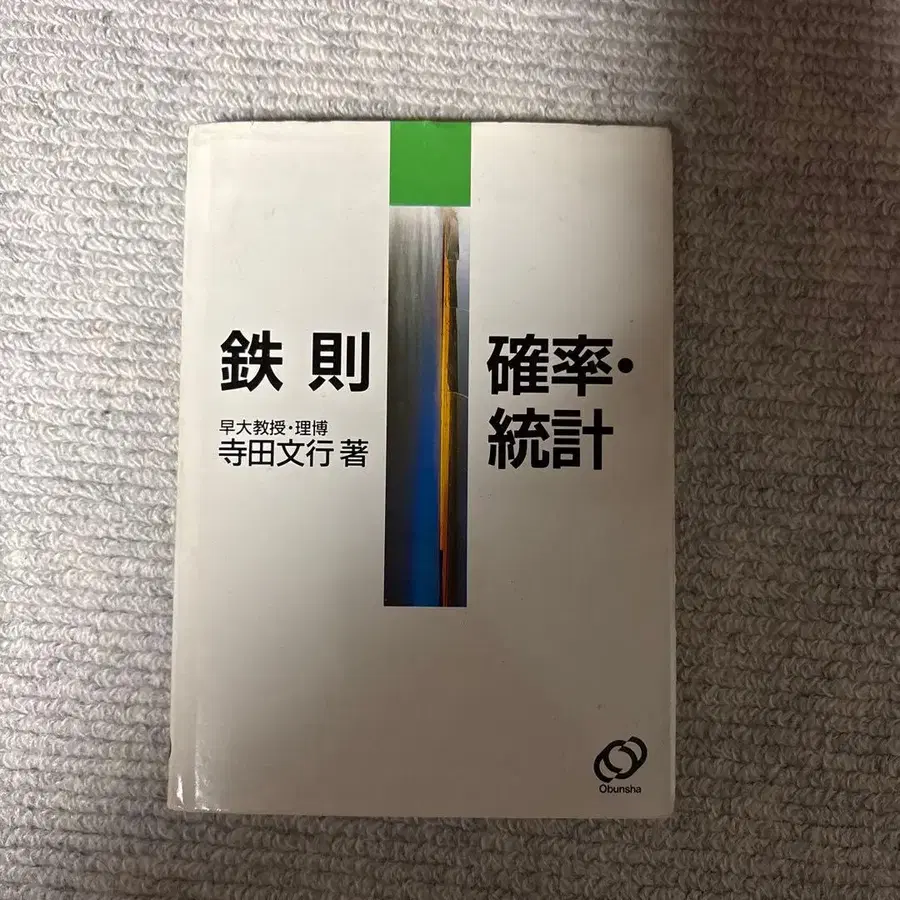 鉄則
早大教授・理博
寺田文行 著
確率・
統計
Obunsha